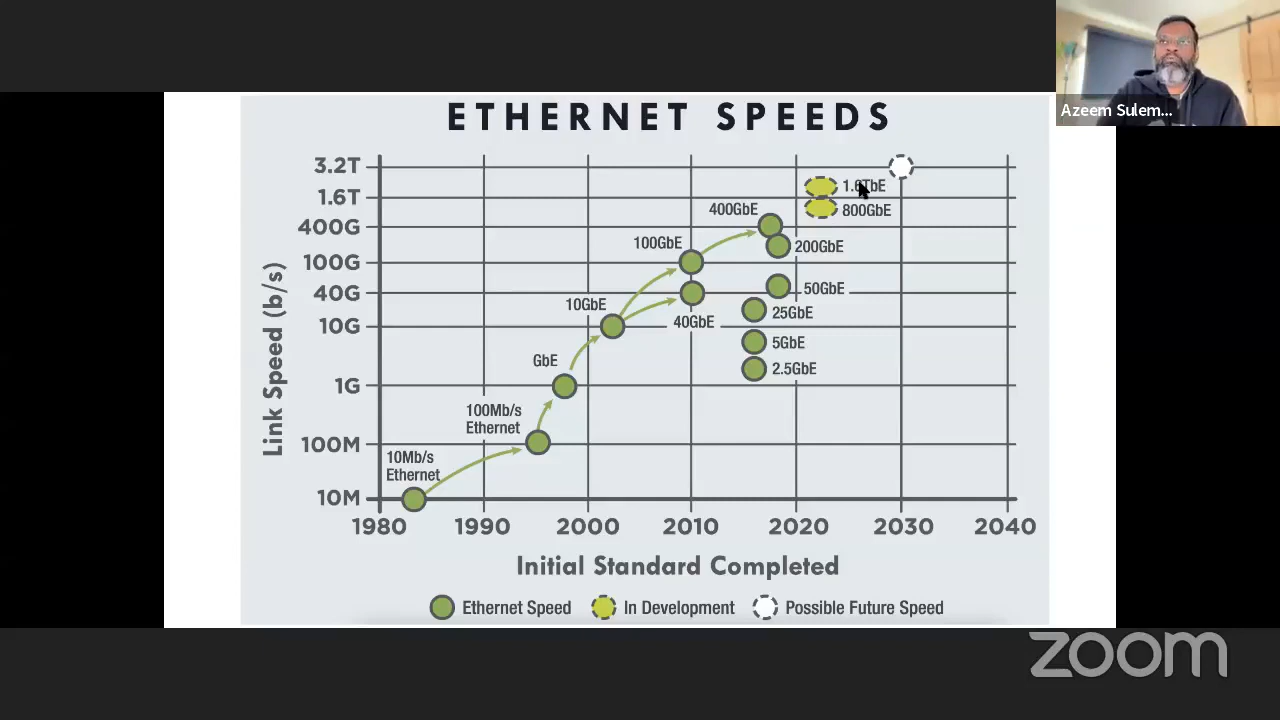 Azeem Sulem...
ETHERNET SPEEDS
3.2T
1.6T
400G
100G
40G
10G
1G
100M
10M
Link Speed (b/s)
1.6TbE
800GbE
400GbE
200GbE
100GbE
50GbE
10GbE
25GbE
40GbE
5GbE
GbE
2.5GbE
100Mb/s
Ethernet
10Mb/s
Ethernet
1980 1990 2000 2010 2020 2030 2040
Initial Standard Completed
Ethernet Speed In Development Possible Future Speed
zoom